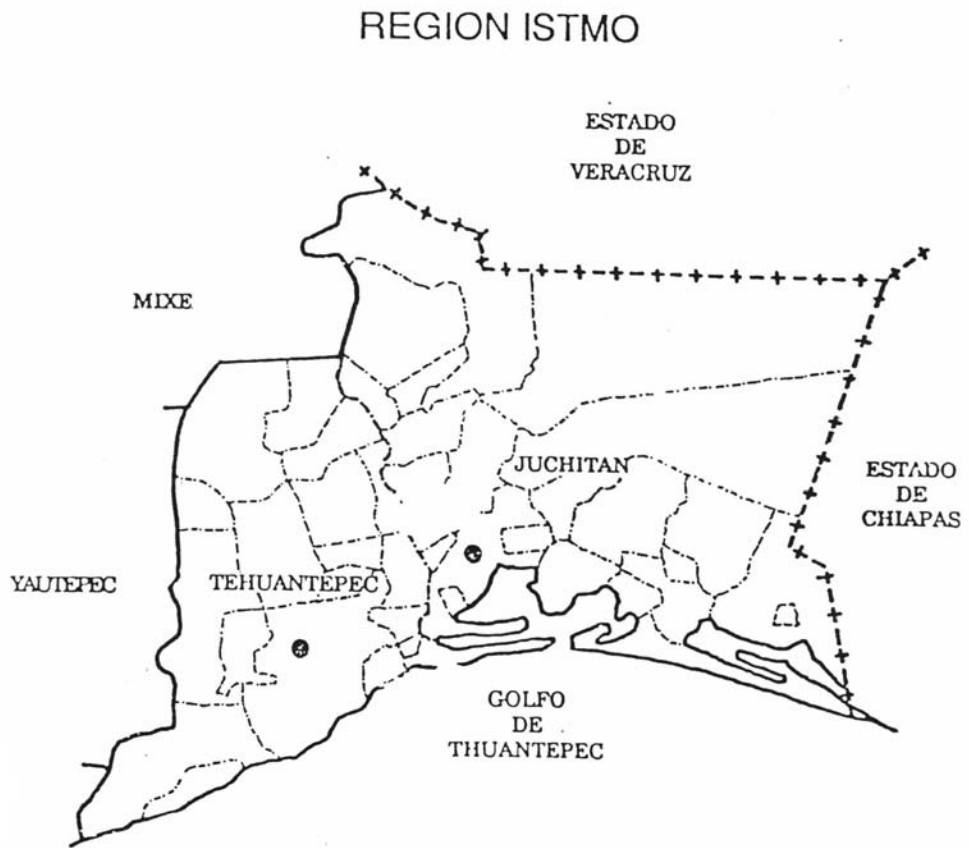 REGION ISTMO
ESTADO
DE
VERACRUZ
MIXE
JUCHITAN
ESTADO
DE
CHIAPAS
YAUTEPEC
TEHUANTEPEC
GOLFO
DE
THUANTEPEC